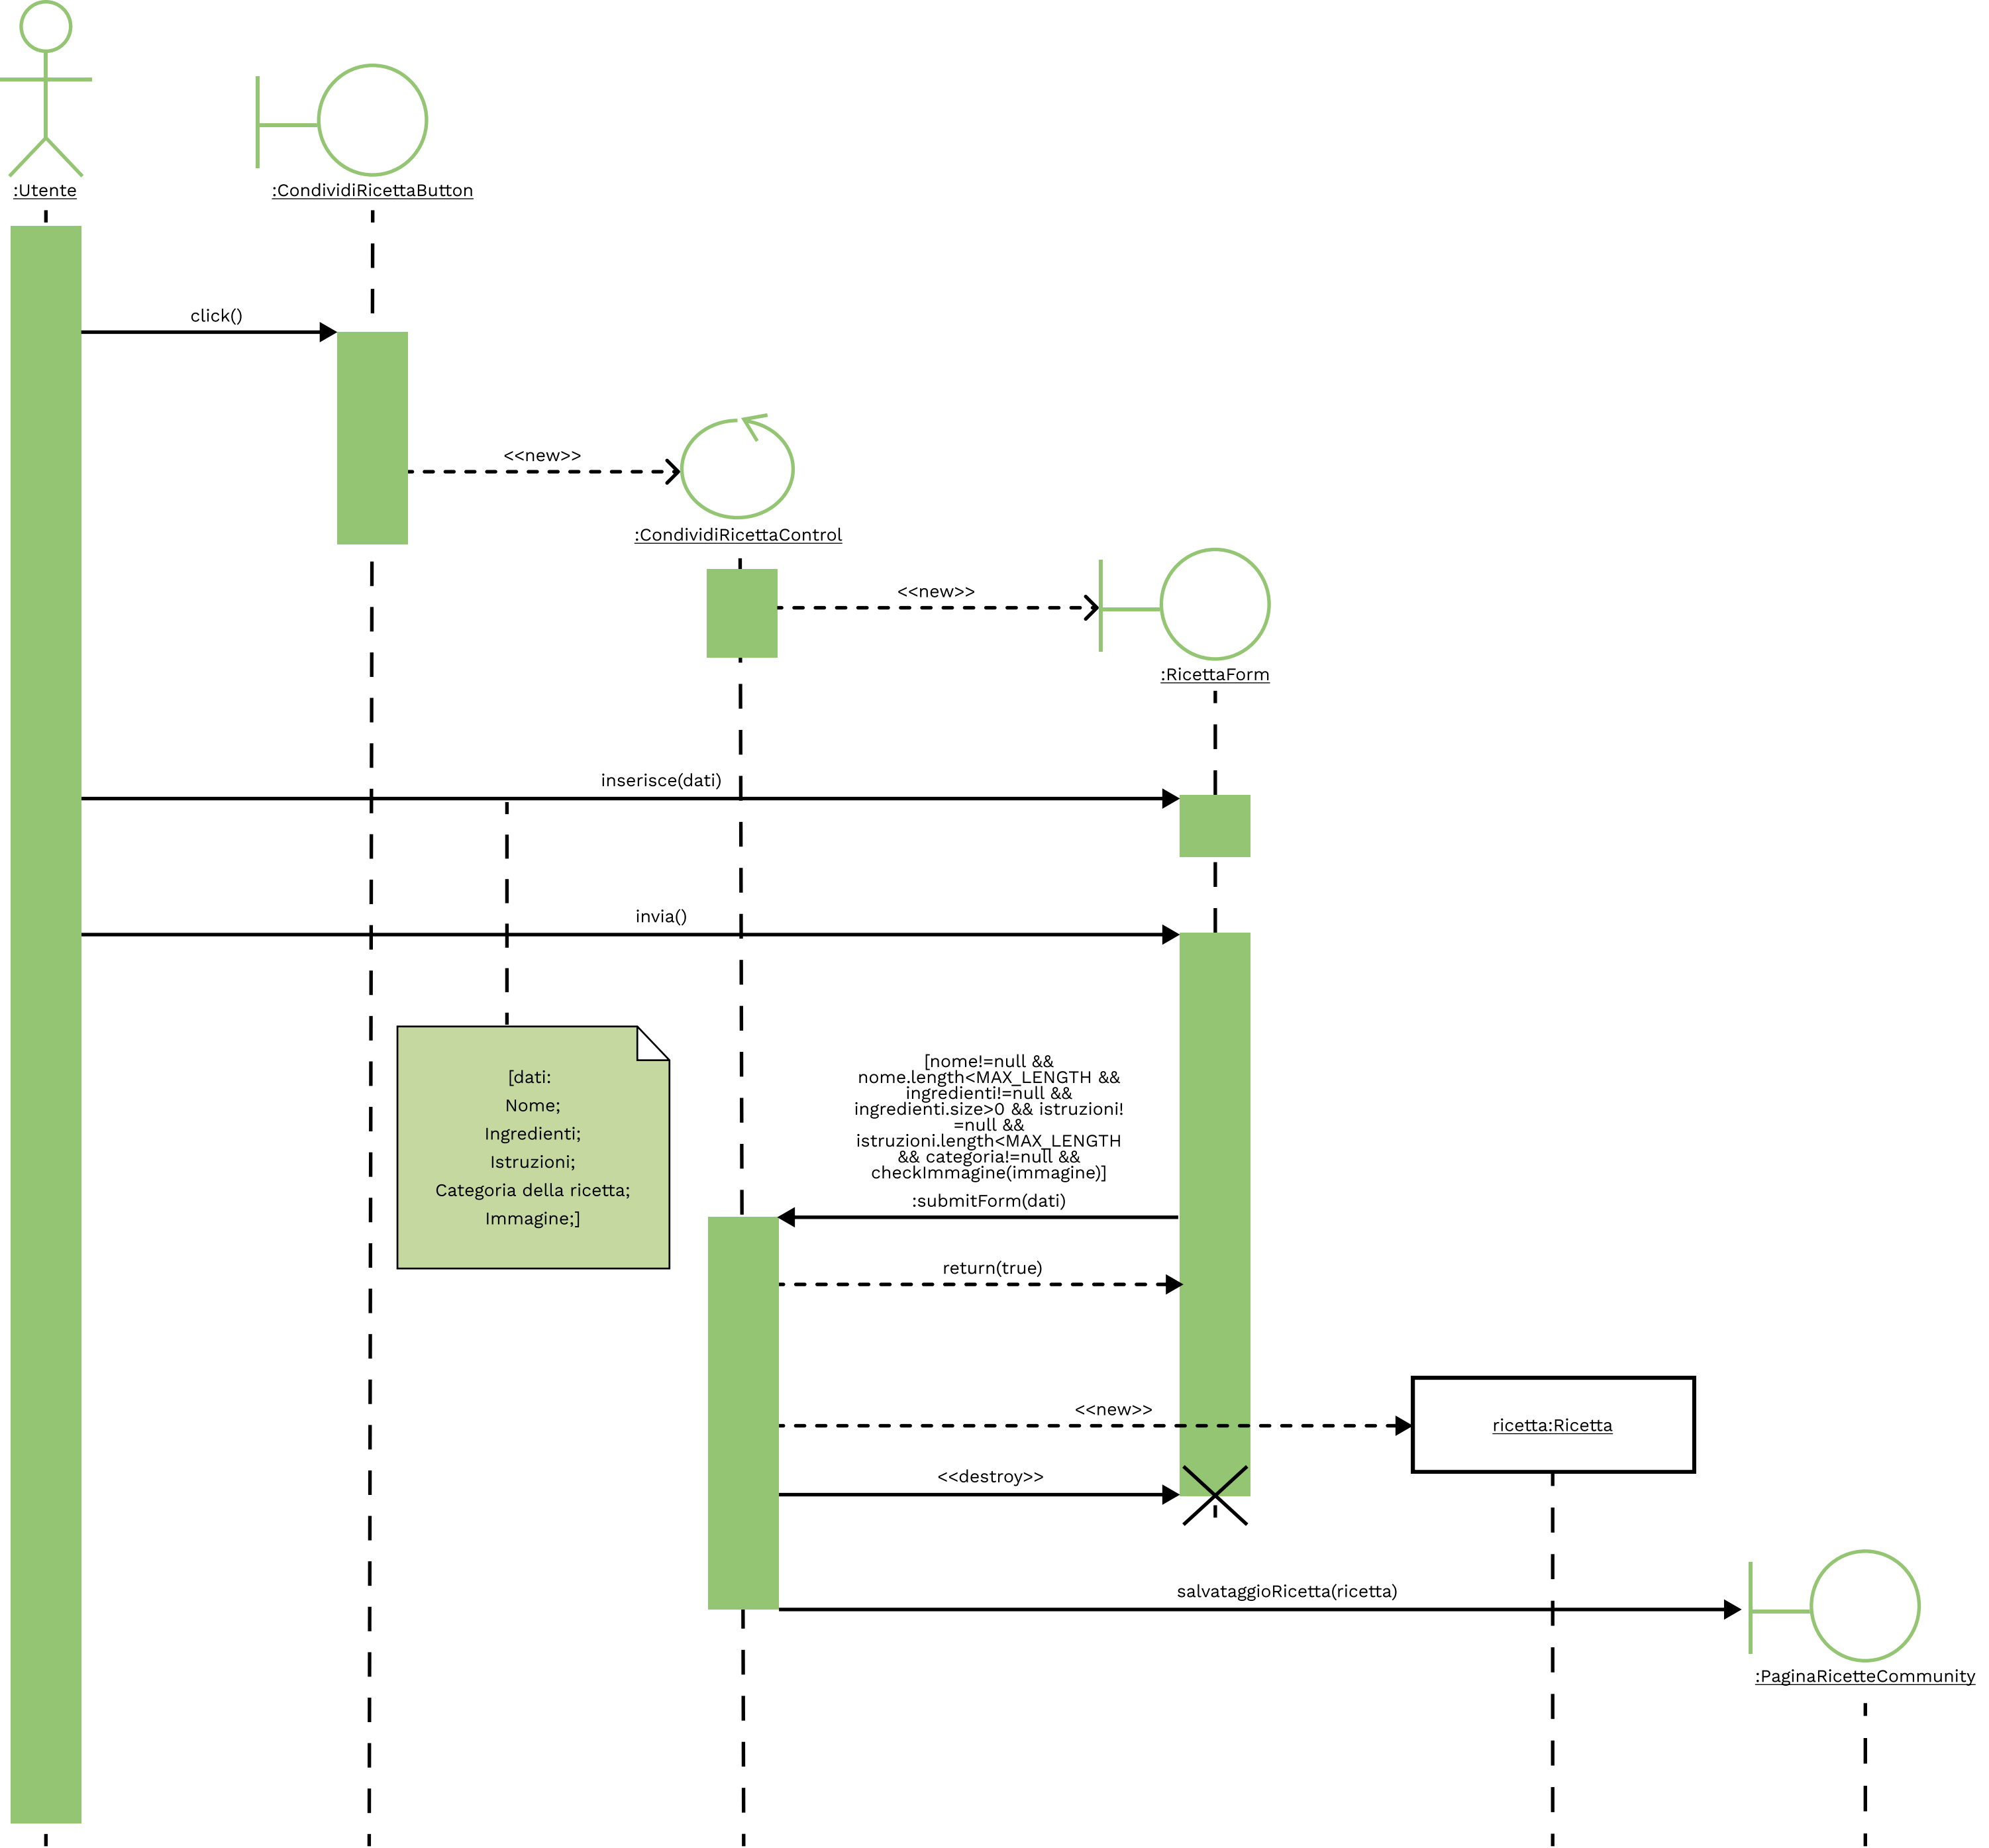 :Utente
:CondividiRicettaButton
click()
<<new>>
:CondividiRicettaControl
<<new>>
:RicettaForm
inserisce(dati)
invia()
[dati:
Nome;
Ingredienti;
Istruzioni;
Categoria della ricetta;
Immagine;]
[nome!=null &&
nome.length<MAX_LENGTH &&
ingredienti!=null &&
ingredienti.size>0 && istruzioni!
=null &&
istruzioni.length<MAX_LENGTH
&& categoria!=null &&
checkImmagine(immagine)]
:submitForm(dati)
return(true)
<<new>>
ricetta:Ricetta
<<destroy>>
salvataggioRicetta(ricetta)
:PaginaRicetteCommunity